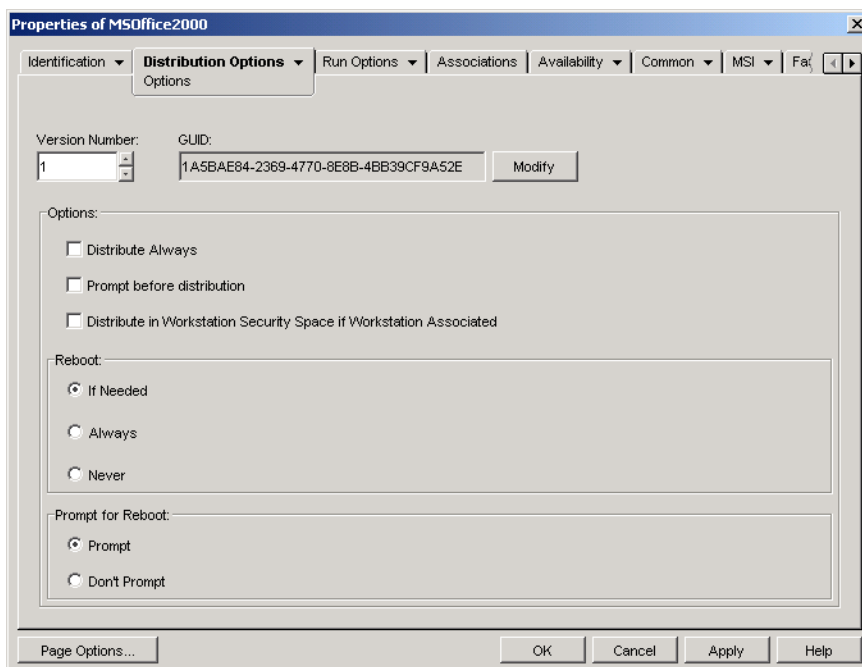 Properties of MSOffice2000
Identification Distribution Options Run Options Associations Availability Common MSI
Options
Version Number: GUID:
1 1A5BAE84-2369-4770-8E8B-4BB39CF9A52E Modify
Options:
Distribute Always
Prompt before distribution
Distribute in Workstation Security Space if Workstation Associated
Reboot:
If Needed
Always
Never
Prompt for Reboot:
Prompt
Don't Prompt
Page Options... OK Cancel Apply Help